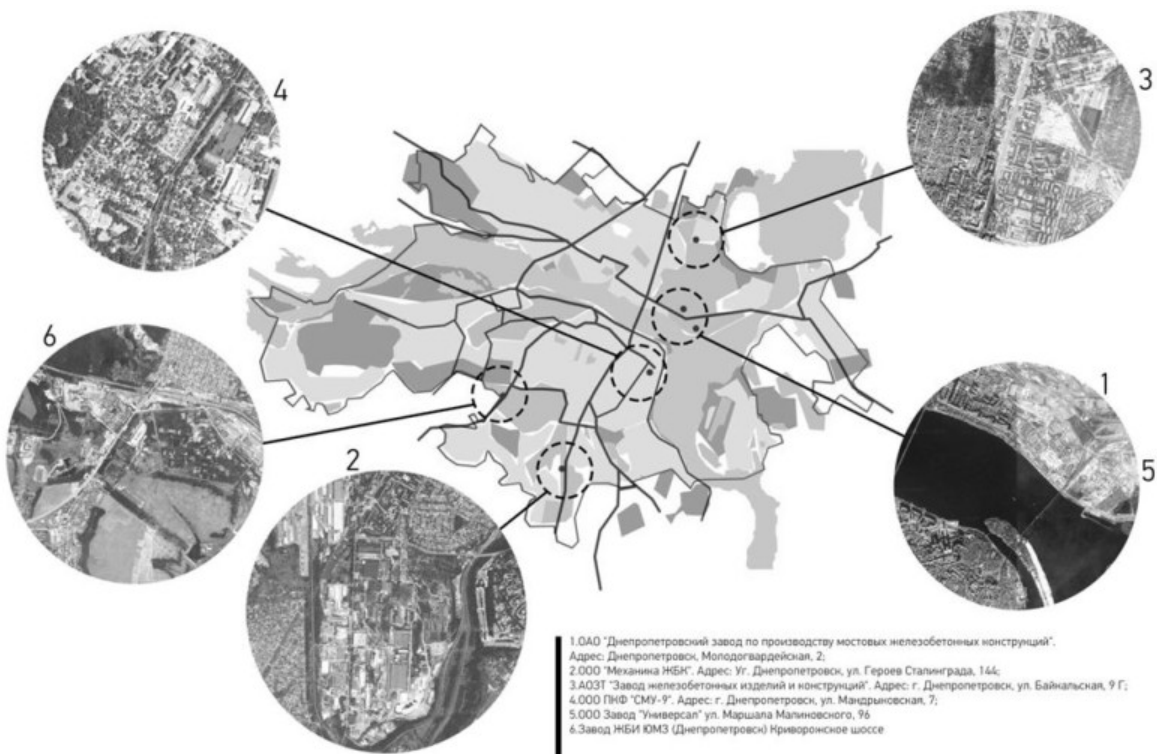 4
3
6
1
2
5
1.ОАО "Днепропетровский завод по производству мостовых железобетонных конструкций".
Адрес: Днепропетровск, Молодогвардейская, 2;
2.ООО "Механика ЖБК". Адрес: Уг. Днепропетровск, ул. Героев Сталинграда, 144;
3.АОЗТ "Завод железобетонных изделий и конструкций". Адрес: г. Днепропетровск, ул. Байкальская, 9 Г;
4.ООО ПКФ "СМУ-9". Адрес: г. Днепропетровск, ул. Мандрыковская, 7;
5.ООО Завод "Универсал" ул. Маршала Малиновского, 96
6.Завод ЖБИ ЮМЗ (Днепропетровск) Криворожское шоссе